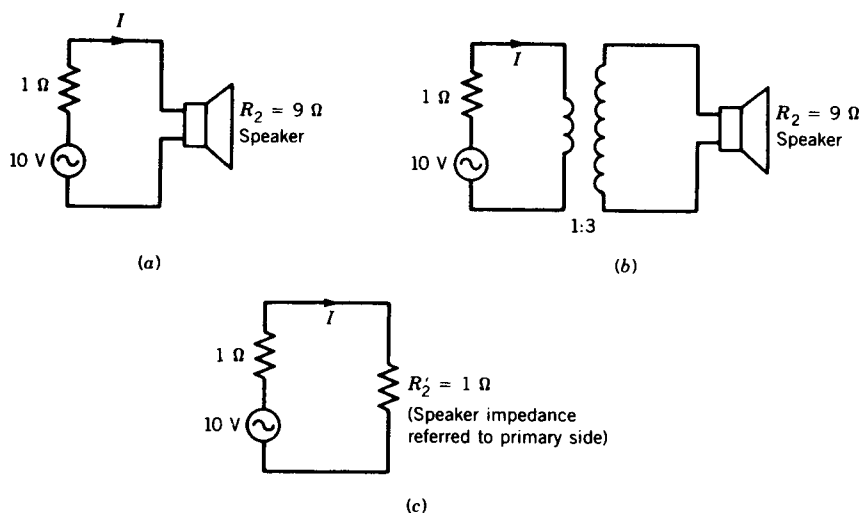 I
1 Ω
R₂ = 9 Ω
Speaker
10 V
(a)
I
1 Ω
R₂ = 9 Ω
Speaker
10 V
1:3
(b)
I
1 Ω
R₂′ = 1 Ω
(Speaker impedance
referred to primary side)
10 V
(c)